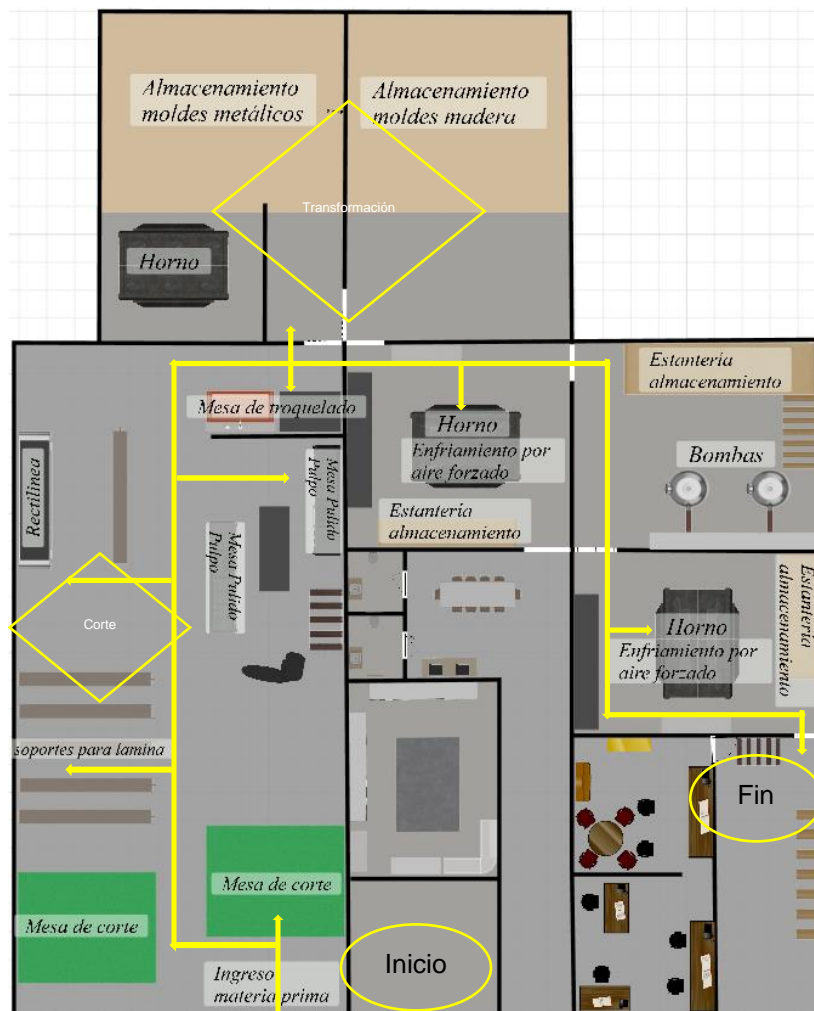 Almacenamiento
moldes metálicos
Almacenamiento
moldes madera
Transformación
Horno
Estantería
almacenamiento
Mesa de troquelado
Horno
Enfriamiento por
aire forzado
Bombas
Rectilinea
Mesa Pulido
Pulpo
Mesa Pulido
Pulpo
Estantería
almacenamiento
Estantería
almacenamiento
Corte
Horno
Enfriamiento por
aire forzado
soportes para lamina
Fin
Mesa de corte
Mesa de corte
Inicio
Ingreso
materia prima